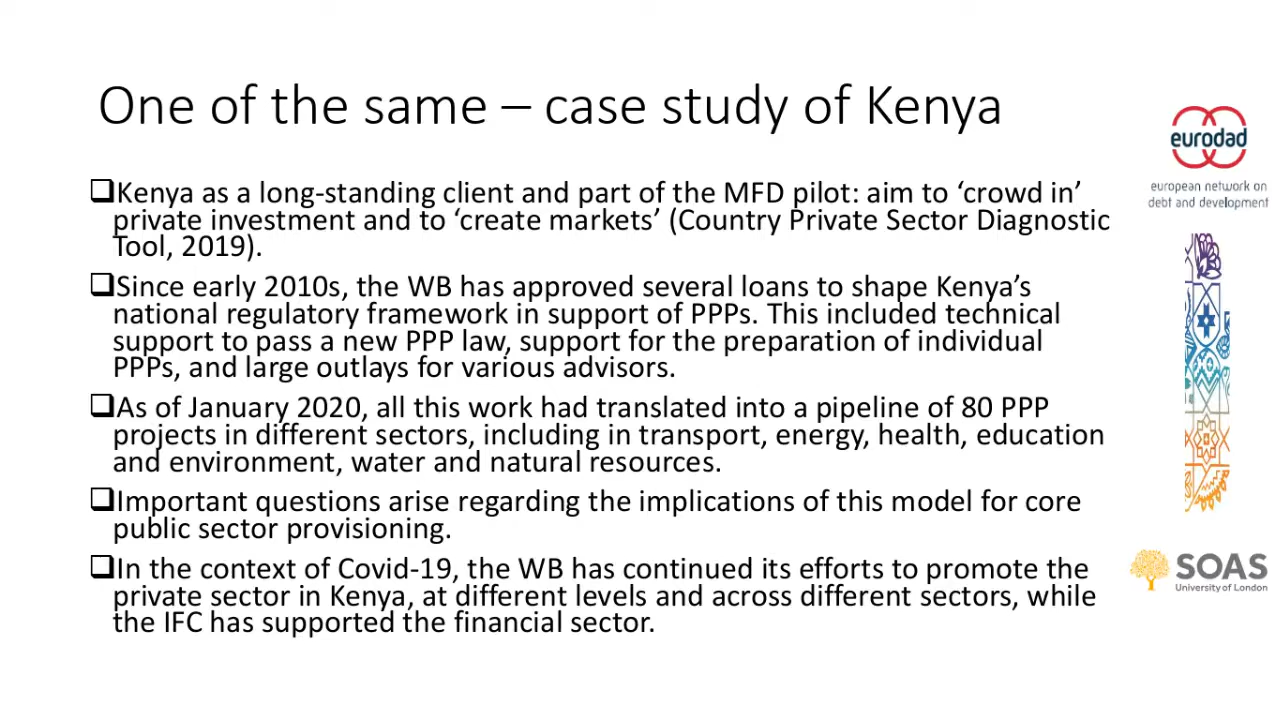 One of the same – case study of Kenya
❑Kenya as a long-standing client and part of the MFD pilot: aim to ‘crowd in’
private investment and to ‘create markets’ (Country Private Sector Diagnostic
Tool, 2019).
❑Since early 2010s, the WB has approved several loans to shape Kenya’s
national regulatory framework in support of PPPs. This included technical
support to pass a new PPP law, support for the preparation of individual
PPPs, and large outlays for various advisors.
❑As of January 2020, all this work had translated into a pipeline of 80 PPP
projects in different sectors, including in transport, energy, health, education
and environment, water and natural resources.
❑Important questions arise regarding the implications of this model for core
public sector provisioning.
❑In the context of Covid-19, the WB has continued its efforts to promote the
private sector in Kenya, at different levels and across different sectors, while
the IFC has supported the financial sector.
eurodad
european network on
debt and development
SOAS
University of London